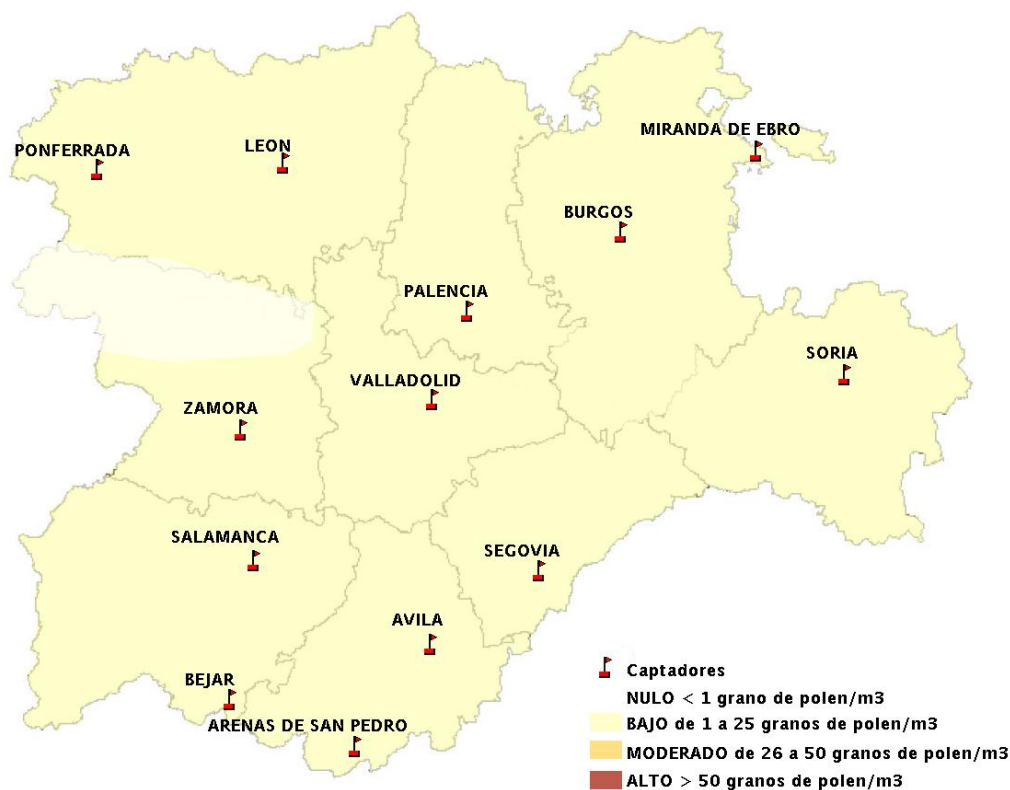 MIRANDA DE EBRO
PONFERRADA
LEON
BURGOS
PALENCIA
SORIA
VALLADOLID
ZAMORA
SALAMANCA
SEGOVIA
AVILA
BEJAR
ARENAS DE SAN PEDRO
Captadores
NULO < 1 grano de polen/m3
BAJO de 1 a 25 granos de polen/m3
MODERADO de 26 a 50 granos de polen/m3
ALTO > 50 granos de polen/m3